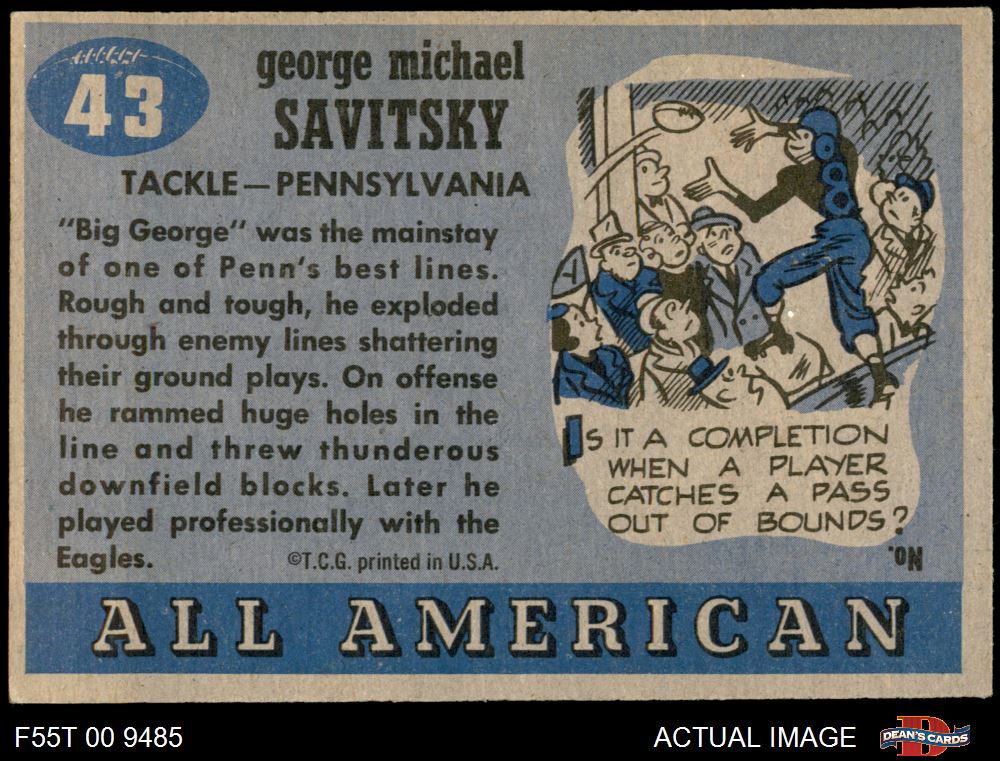 43
george michael
SAVITSKY
TACKLE—PENNSYLVANIA
"Big George" was the mainstay
of one of Penn's best lines.
Rough and tough, he exploded
through enemy lines shattering
their ground plays. On offense
he rammed huge holes in the
line and threw thunderous
downfield blocks. Later he
played professionally with the
Eagles.
©T.C.G. printed in U.S.A.
IS IT A COMPLETION
WHEN A PLAYER
CATCHES A PASS
OUT OF BOUNDS?
No.
ALL AMERICAN
F55T 00 9485
ACTUAL IMAGE
D
DEAN'S CARDS